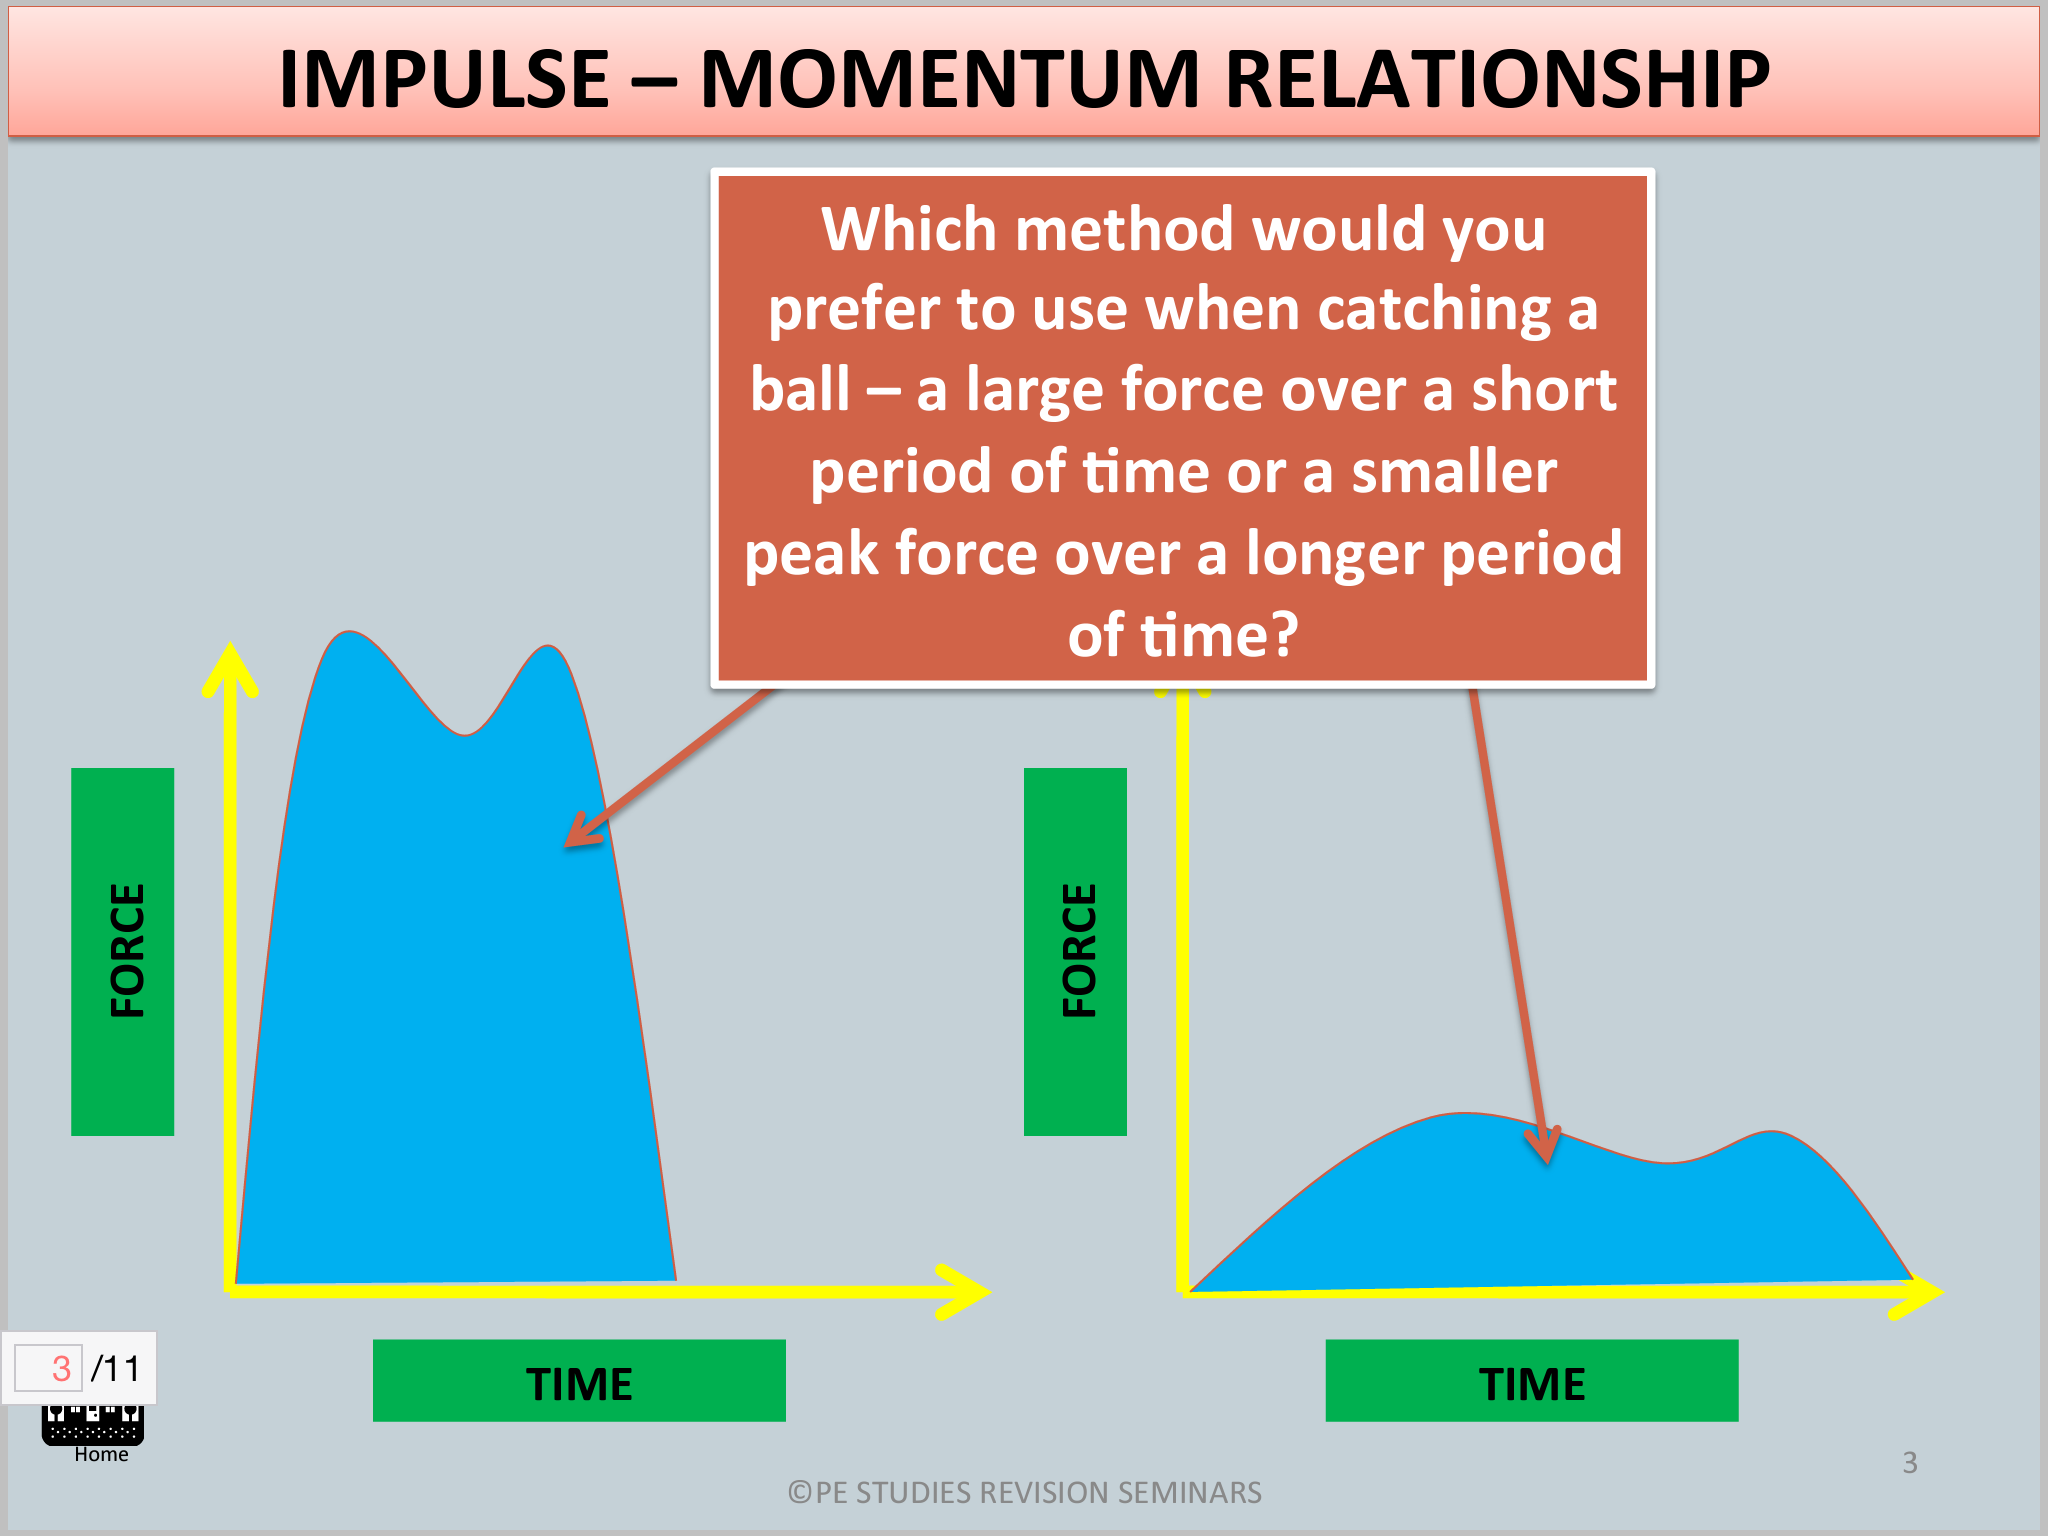 IMPULSE – MOMENTUM RELATIONSHIP
Which method would you
prefer to use when catching a
ball – a large force over a short
period of time or a smaller
peak force over a longer period
of time?
FORCE
FORCE
TIME
TIME
3 /11
Home
3
©PE STUDIES REVISION SEMINARS